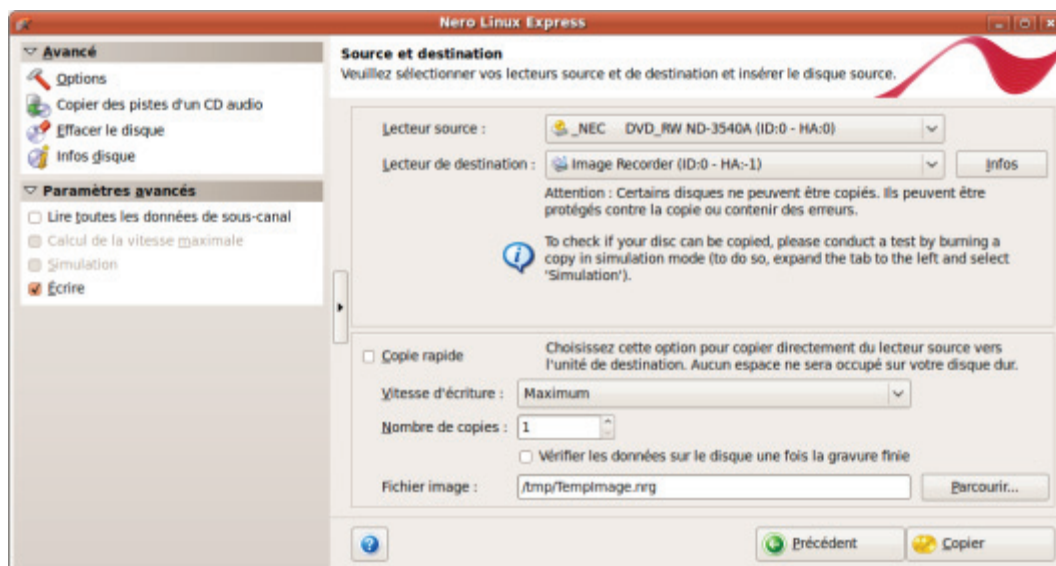 Nero Linux Express
Avancé
Options
Copier des pistes d'un CD audio
Effacer le disque
Infos disque
Paramètres avancés
Lire toutes les données de sous-canal
Calcul de la vitesse maximale
Simulation
Écrire
Source et destination
Veuillez sélectionner vos lecteurs source et de destination et insérer le disque source.
Lecteur source : _NEC DVD_RW ND-3540A (ID:0 - HA:0)
Lecteur de destination : Image Recorder (ID:0 - HA:-1) Infos
Attention : Certains disques ne peuvent être copiés. Ils peuvent être
protégés contre la copie ou contenir des erreurs.
To check if your disc can be copied, please conduct a test by burning a
copy in simulation mode (to do so, expand the tab to the left and select
'Simulation').
Copie rapide
Choisissez cette option pour copier directement du lecteur source vers
l'unité de destination. Aucun espace ne sera occupé sur votre disque dur.
Vitesse d'écriture : Maximum
Nombre de copies : 1
Vérifier les données sur le disque une fois la gravure finie
Fichier image : /tmp/TempImage.nrg Parcourir...
Précédent Copier